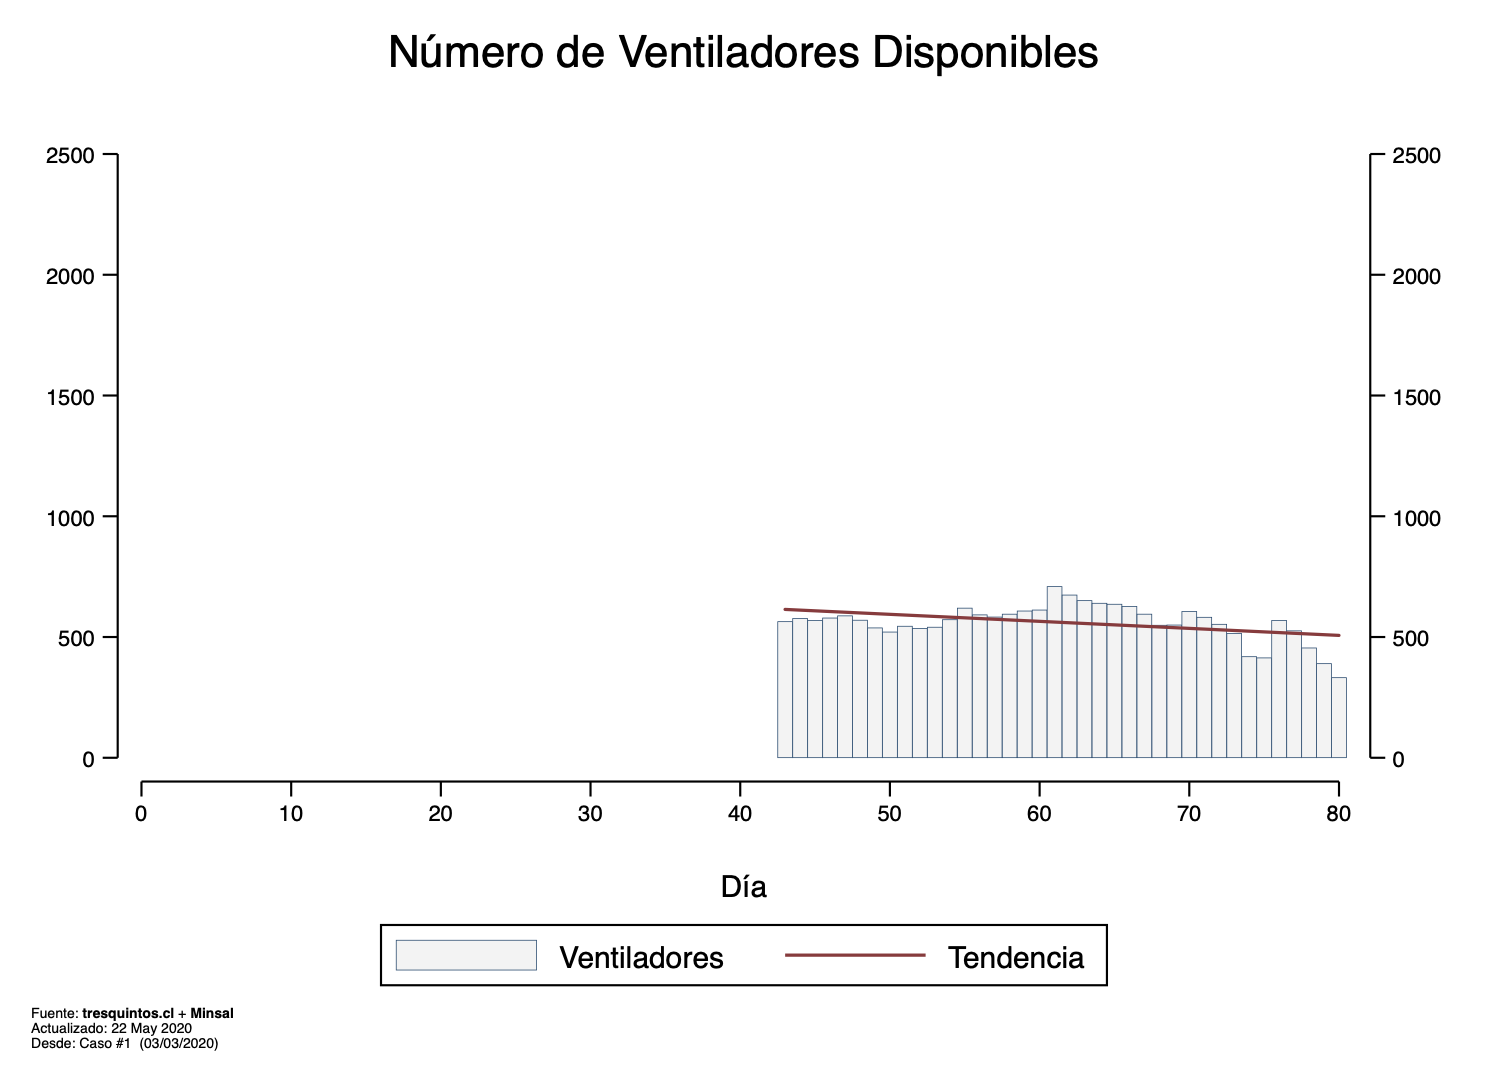 Número de Ventiladores Disponibles
2500 2500
2000 2000
1500 1500
1000 1000
500 500
0 0
0 10 20 30 40 50 60 70 80
Día
Ventiladores Tendencia
Fuente: tresquintos.cl + Minsal
Actualizado: 22 May 2020
Desde: Caso #1 (03/03/2020)